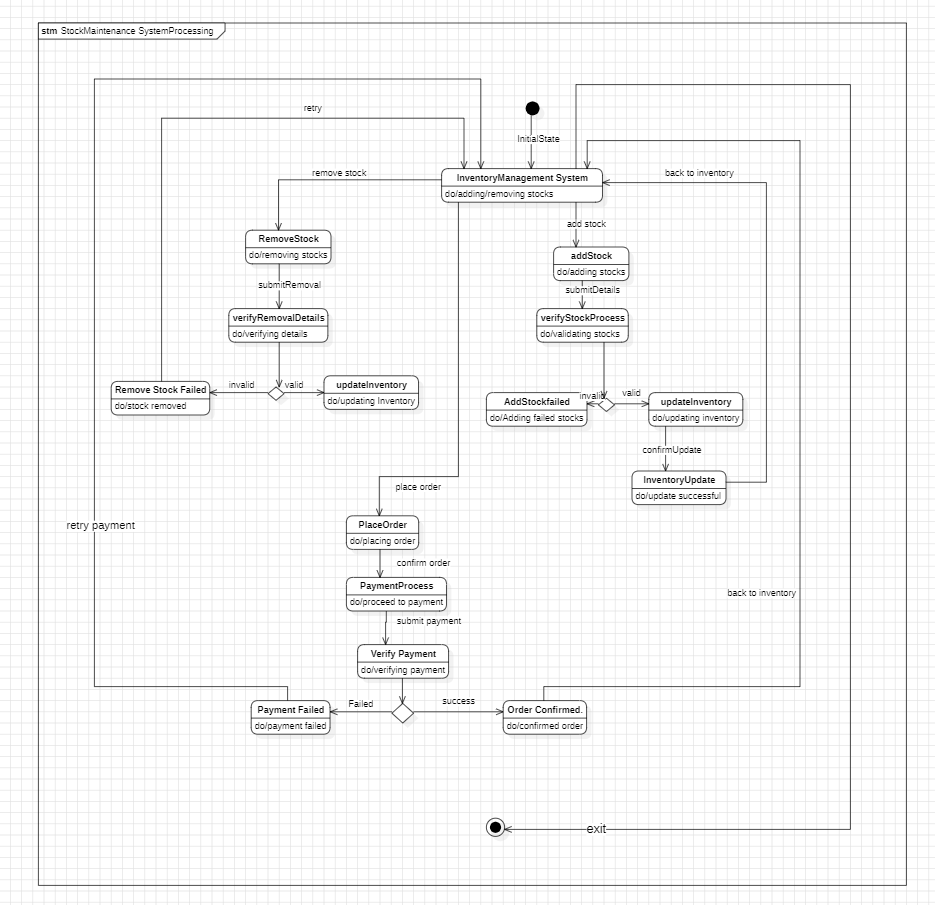 stm StockMaintenance SystemProcessing
retry
InitialState
remove stock
InventoryManagement System
do/adding/removing stocks
back to inventory
add stock
RemoveStock
do/removing stocks
addStock
do/adding stocks
submitRemoval
submitDetails
verifyRemovalDetails
do/verifying details
verifyStockProcess
do/validating stocks
Remove Stock Failed
do/stock removed
invalid
valid
updateInventory
do/updating Inventory
AddStockfailed
do/Adding failed stocks
invalid
valid
updateInventory
do/updating inventory
confirmUpdate
InventoryUpdate
do/update successful
place order
PlaceOrder
do/placing order
retry payment
confirm order
PaymentProcess
do/proceed to payment
back to inventory
submit payment
Verify Payment
do/verifying payment
Payment Failed
do/payment failed
Failed
success
Order Confirmed.
do/confirmed order
exit